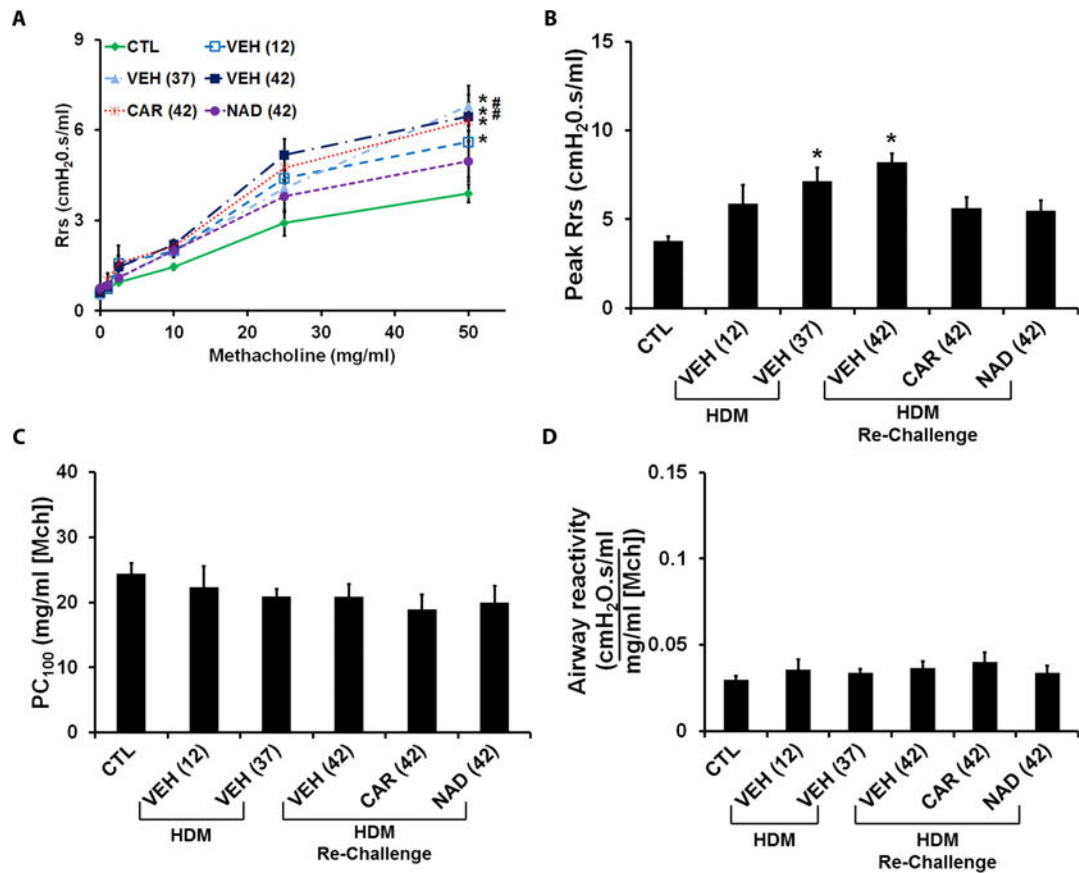 A
9
6
3
0
Rrs (cmH₂0.s/ml)
CTL
VEH (12)
VEH (37)
VEH (42)
CAR (42)
NAD (42)
* #
* #
*
*
0 10 20 30 40 50
Methacholine (mg/ml)
B
15
10
5
0
Peak Rrs (cmH₂0.s/ml)
* *
CTL VEH (12) VEH (37) VEH (42) CAR (42) NAD (42)
HDM HDM
Re-Challenge
C
40
30
20
10
0
PC₁₀₀ (mg/ml [Mch])
CTL VEH (12) VEH (37) VEH (42) CAR (42) NAD (42)
HDM HDM
Re-Challenge
D
0.15
0.1
0.05
0
Airway reactivity
(cmH₂O.s/ml
mg/ml [Mch])
CTL VEH (12) VEH (37) VEH (42) CAR (42) NAD (42)
HDM HDM
Re-Challenge